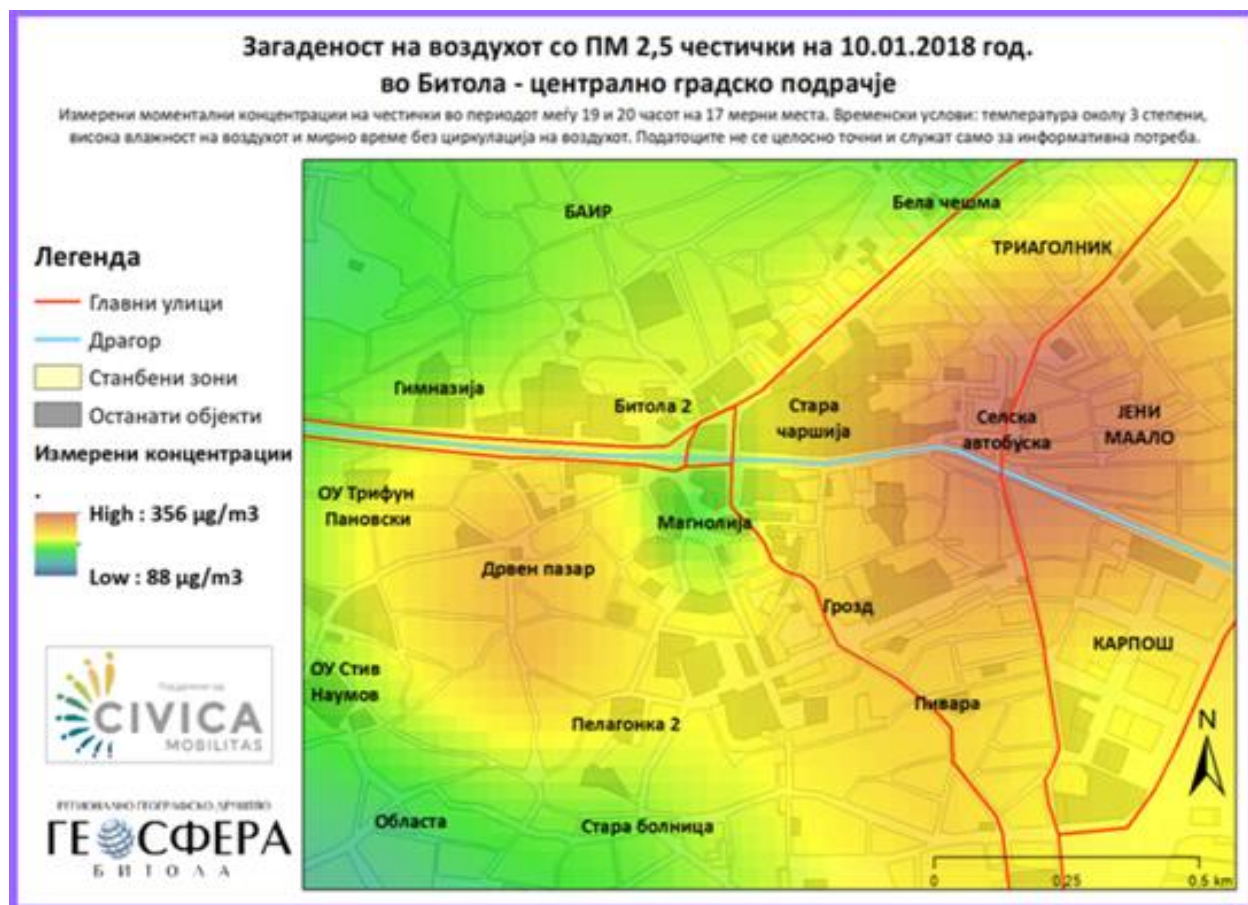 Загаденост на воздухот со ПМ 2,5 честички на 10.01.2018 год.
во Битола - централно градско подрачје
Измерени моментални концентрации на честички во периодот меѓу 19 и 20 часот на 17 мерни места. Временски услови: температура околу 3 степени,
висока влажност на воздухот и мирно време без циркулација на воздухот. Податоците не се целосно точни и служат само за информативна потреба.
Легенда
Главни улици
Драгор
Станбени зони
Останати објекти
Измерени концентрации
High : 356 µg/m3
Low : 88 µg/m3
CIVICA
MOBILITAS
РЕГИОНАЛНО ГЕОГРАФСКО ДРУШТВО
ГЕОСФЕРА
БИТОЛА
БАИР
Бела чешма
ТРИАГОЛНИК
Гимназија
Битола 2
Стара
чаршија
Селска
автобуска
ЈЕНИ
МААЛО
ОУ Трифун
Пановски
Магнолија
Дрвен пазар
Грозд
КАРПОШ
ОУ Стив
Наумов
Пелагонка 2
Пивара
Областа
Стара болница
N
0
0.25
0.5 km